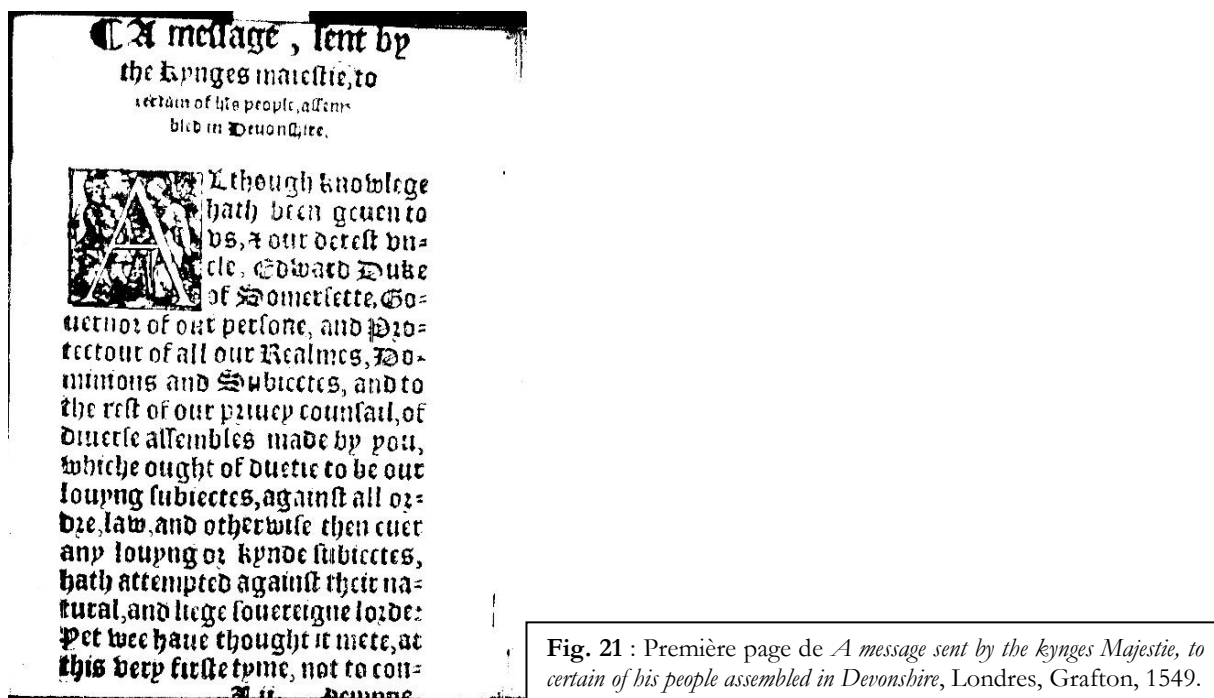 ¶ A meſſage, ſent by
the kynges maieſtie, to
certain of his people, aſſem-
bled in Deuonſhire.
ALthough knowlege
hath been geuen to
vs, & our dereſt vn=
cle, Edward Duke
of Somerſette, Go=
uernor of our perſone, and Pro=
tectour of all our Realmes, Do=
minions and Subiectes, and to
the reſt of our priuey counſail, of
diuerſe aſſembles made by you,
whiche ought of duetie to be our
louyng ſubiectes, againſt all or=
dre, law, and otherwiſe then euer
any louyng or kynde ſubiectes,
hath attempted againſt their na=
tural, and liege ſouereigne lorde:
Yet wee haue thought it mete, at
this very firſte tyme, not to con=
A ii. dempne
Fig. 21 : Première page de A message sent by the kynges Majestie, to
certain of his people assembled in Devonshire, Londres, Grafton, 1549.